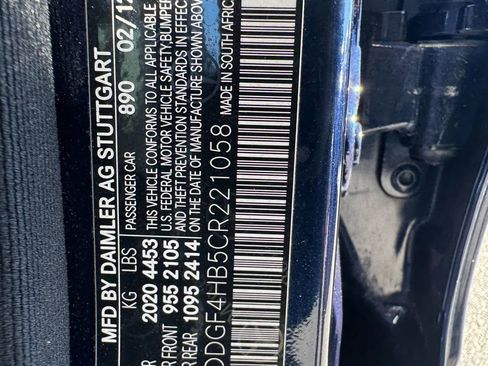 MFD BY DAIMLER AG STUTTGART
890 02/12
PASSENGER CAR
KG LBS
2020 4453
FRONT 955 2105
REAR 1095 2414
THIS VEHICLE CONFORMS TO ALL APPLICABLE
U.S. FEDERAL MOTOR VEHICLE SAFETY, BUMPER
AND THEFT PREVENTION STANDARDS IN EFFECT
ON THE DATE OF MANUFACTURE SHOWN ABOVE
DDGF4HB5CR221058
MADE IN SOUTH AFRIC